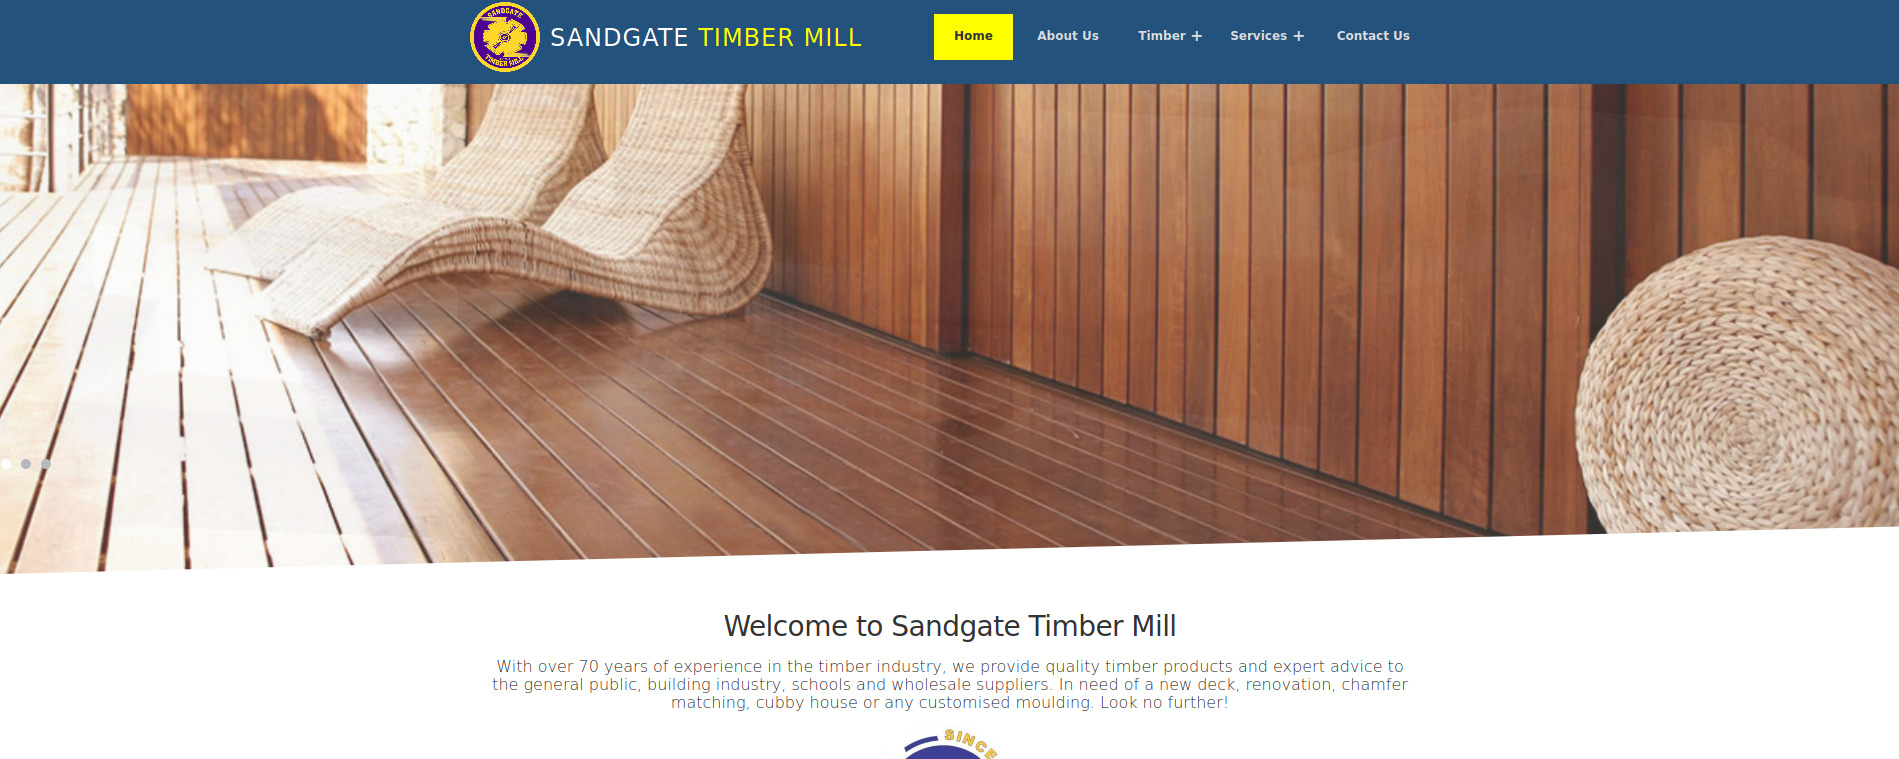 SANDGATE
TIMBER MILL
SANDGATE TIMBER MILL
Home
About Us
Timber +
Services +
Contact Us
Welcome to Sandgate Timber Mill
With over 70 years of experience in the timber industry, we provide quality timber products and expert advice to
the general public, building industry, schools and wholesale suppliers. In need of a new deck, renovation, chamfer
matching, cubby house or any customised moulding. Look no further!
SINCE